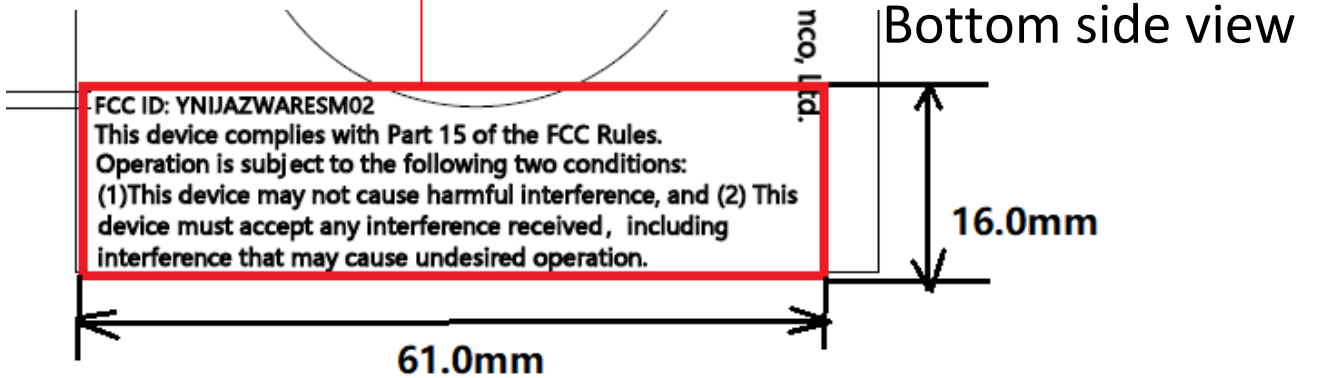 Bottom side view
nco, Ltd.
FCC ID: YNIJAZWARESM02
This device complies with Part 15 of the FCC Rules.
Operation is subject to the following two conditions:
(1)This device may not cause harmful interference, and (2) This
device must accept any interference received, including
interference that may cause undesired operation.
16.0mm
61.0mm